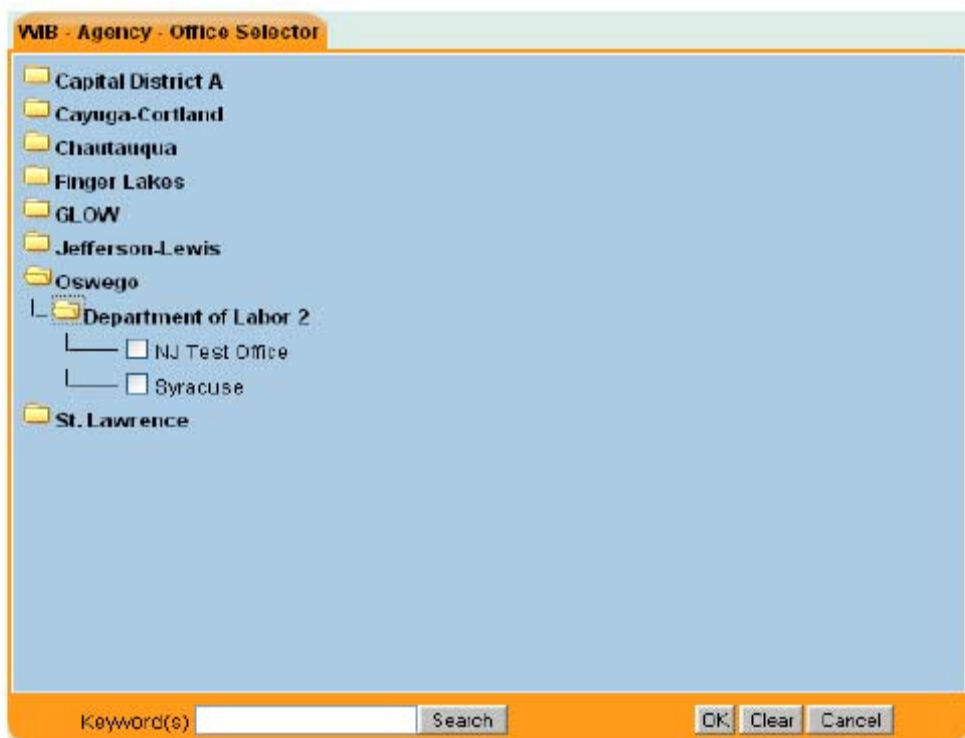 WIB - Agency - Office Selector
Capital District A
Cayuga-Cortland
Chautauqua
Finger Lakes
GLOW
Jefferson-Lewis
Oswego
Department of Labor 2
NJ Test Office
Syracuse
St. Lawrence
Keyword(s) Search OK Clear Cancel